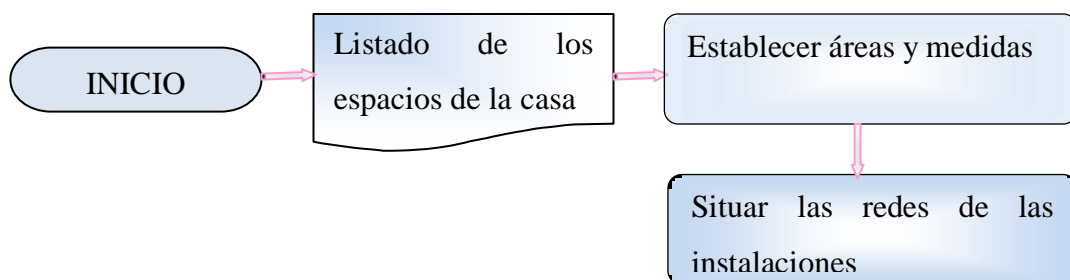 INICIO
Listado de los
espacios de la casa
Establecer áreas y medidas
Situar las redes de las
instalaciones